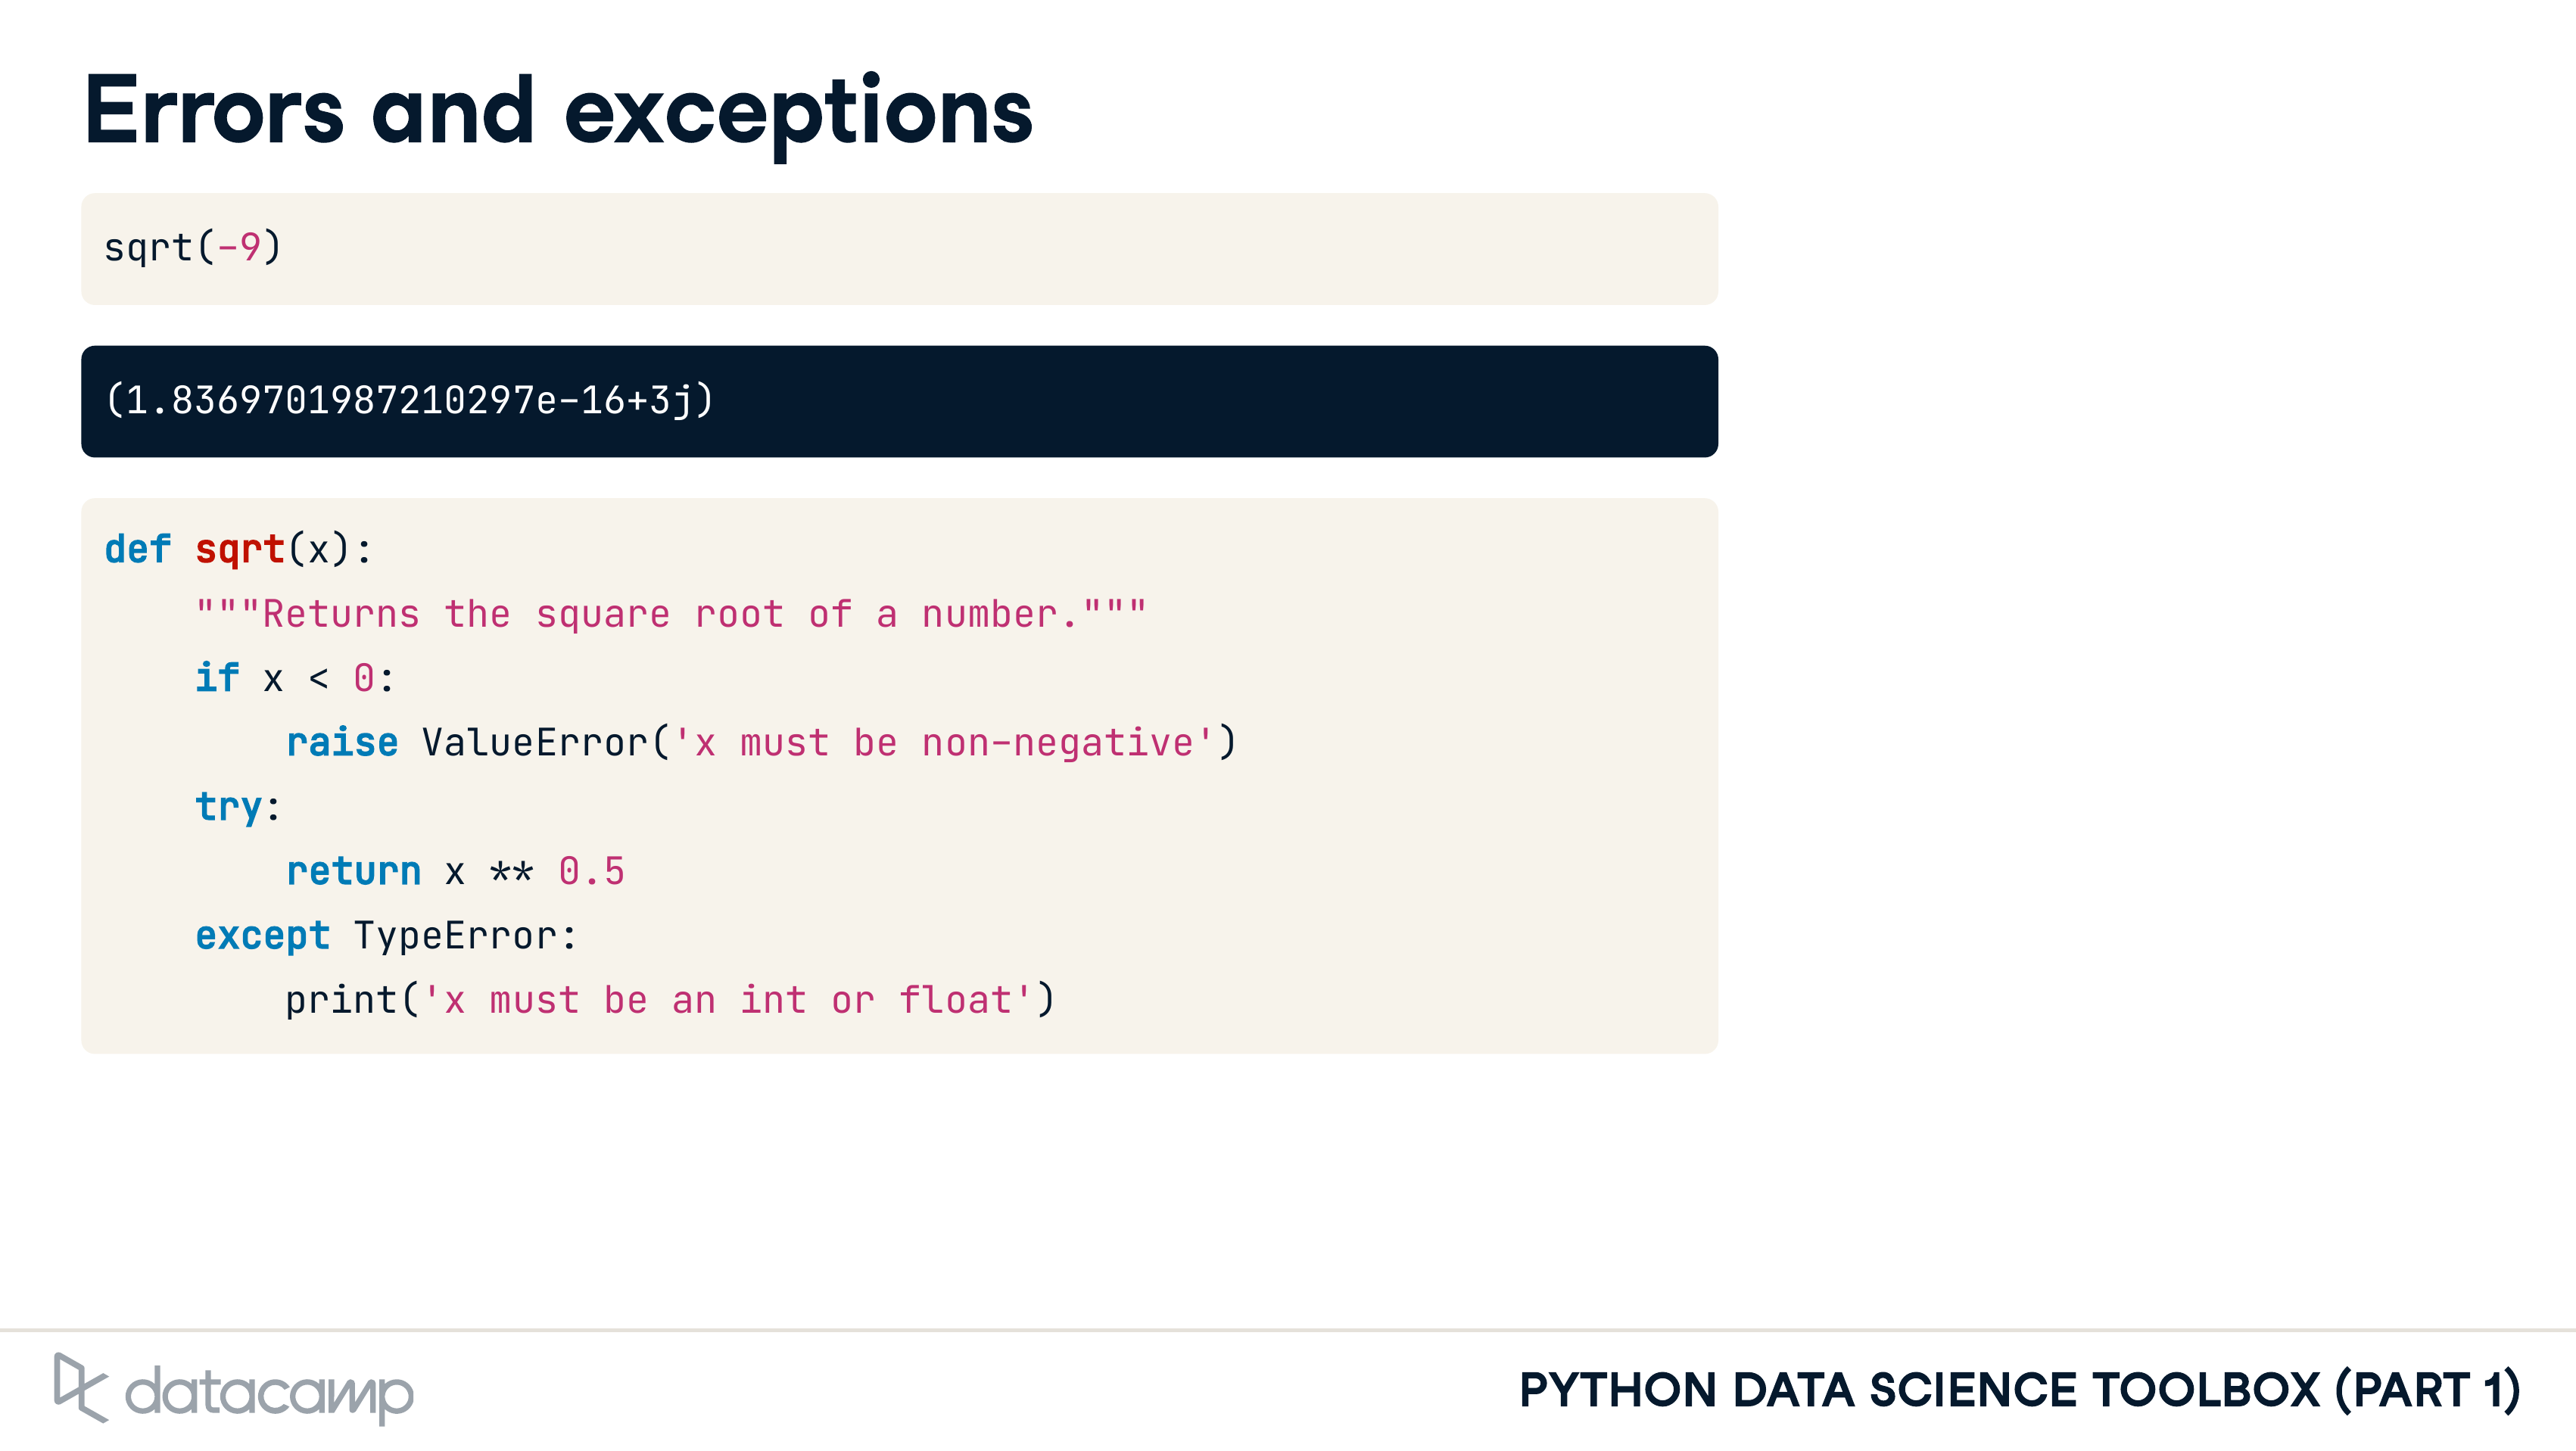 Errors and exceptions
sqrt(-9)
(1.8369701987210297e-16+3j)
def sqrt(x):
    """Returns the square root of a number."""
    if x < 0:
        raise ValueError('x must be non-negative')
    try:
        return x ** 0.5
    except TypeError:
        print('x must be an int or float')
datacamp
PYTHON DATA SCIENCE TOOLBOX (PART 1)